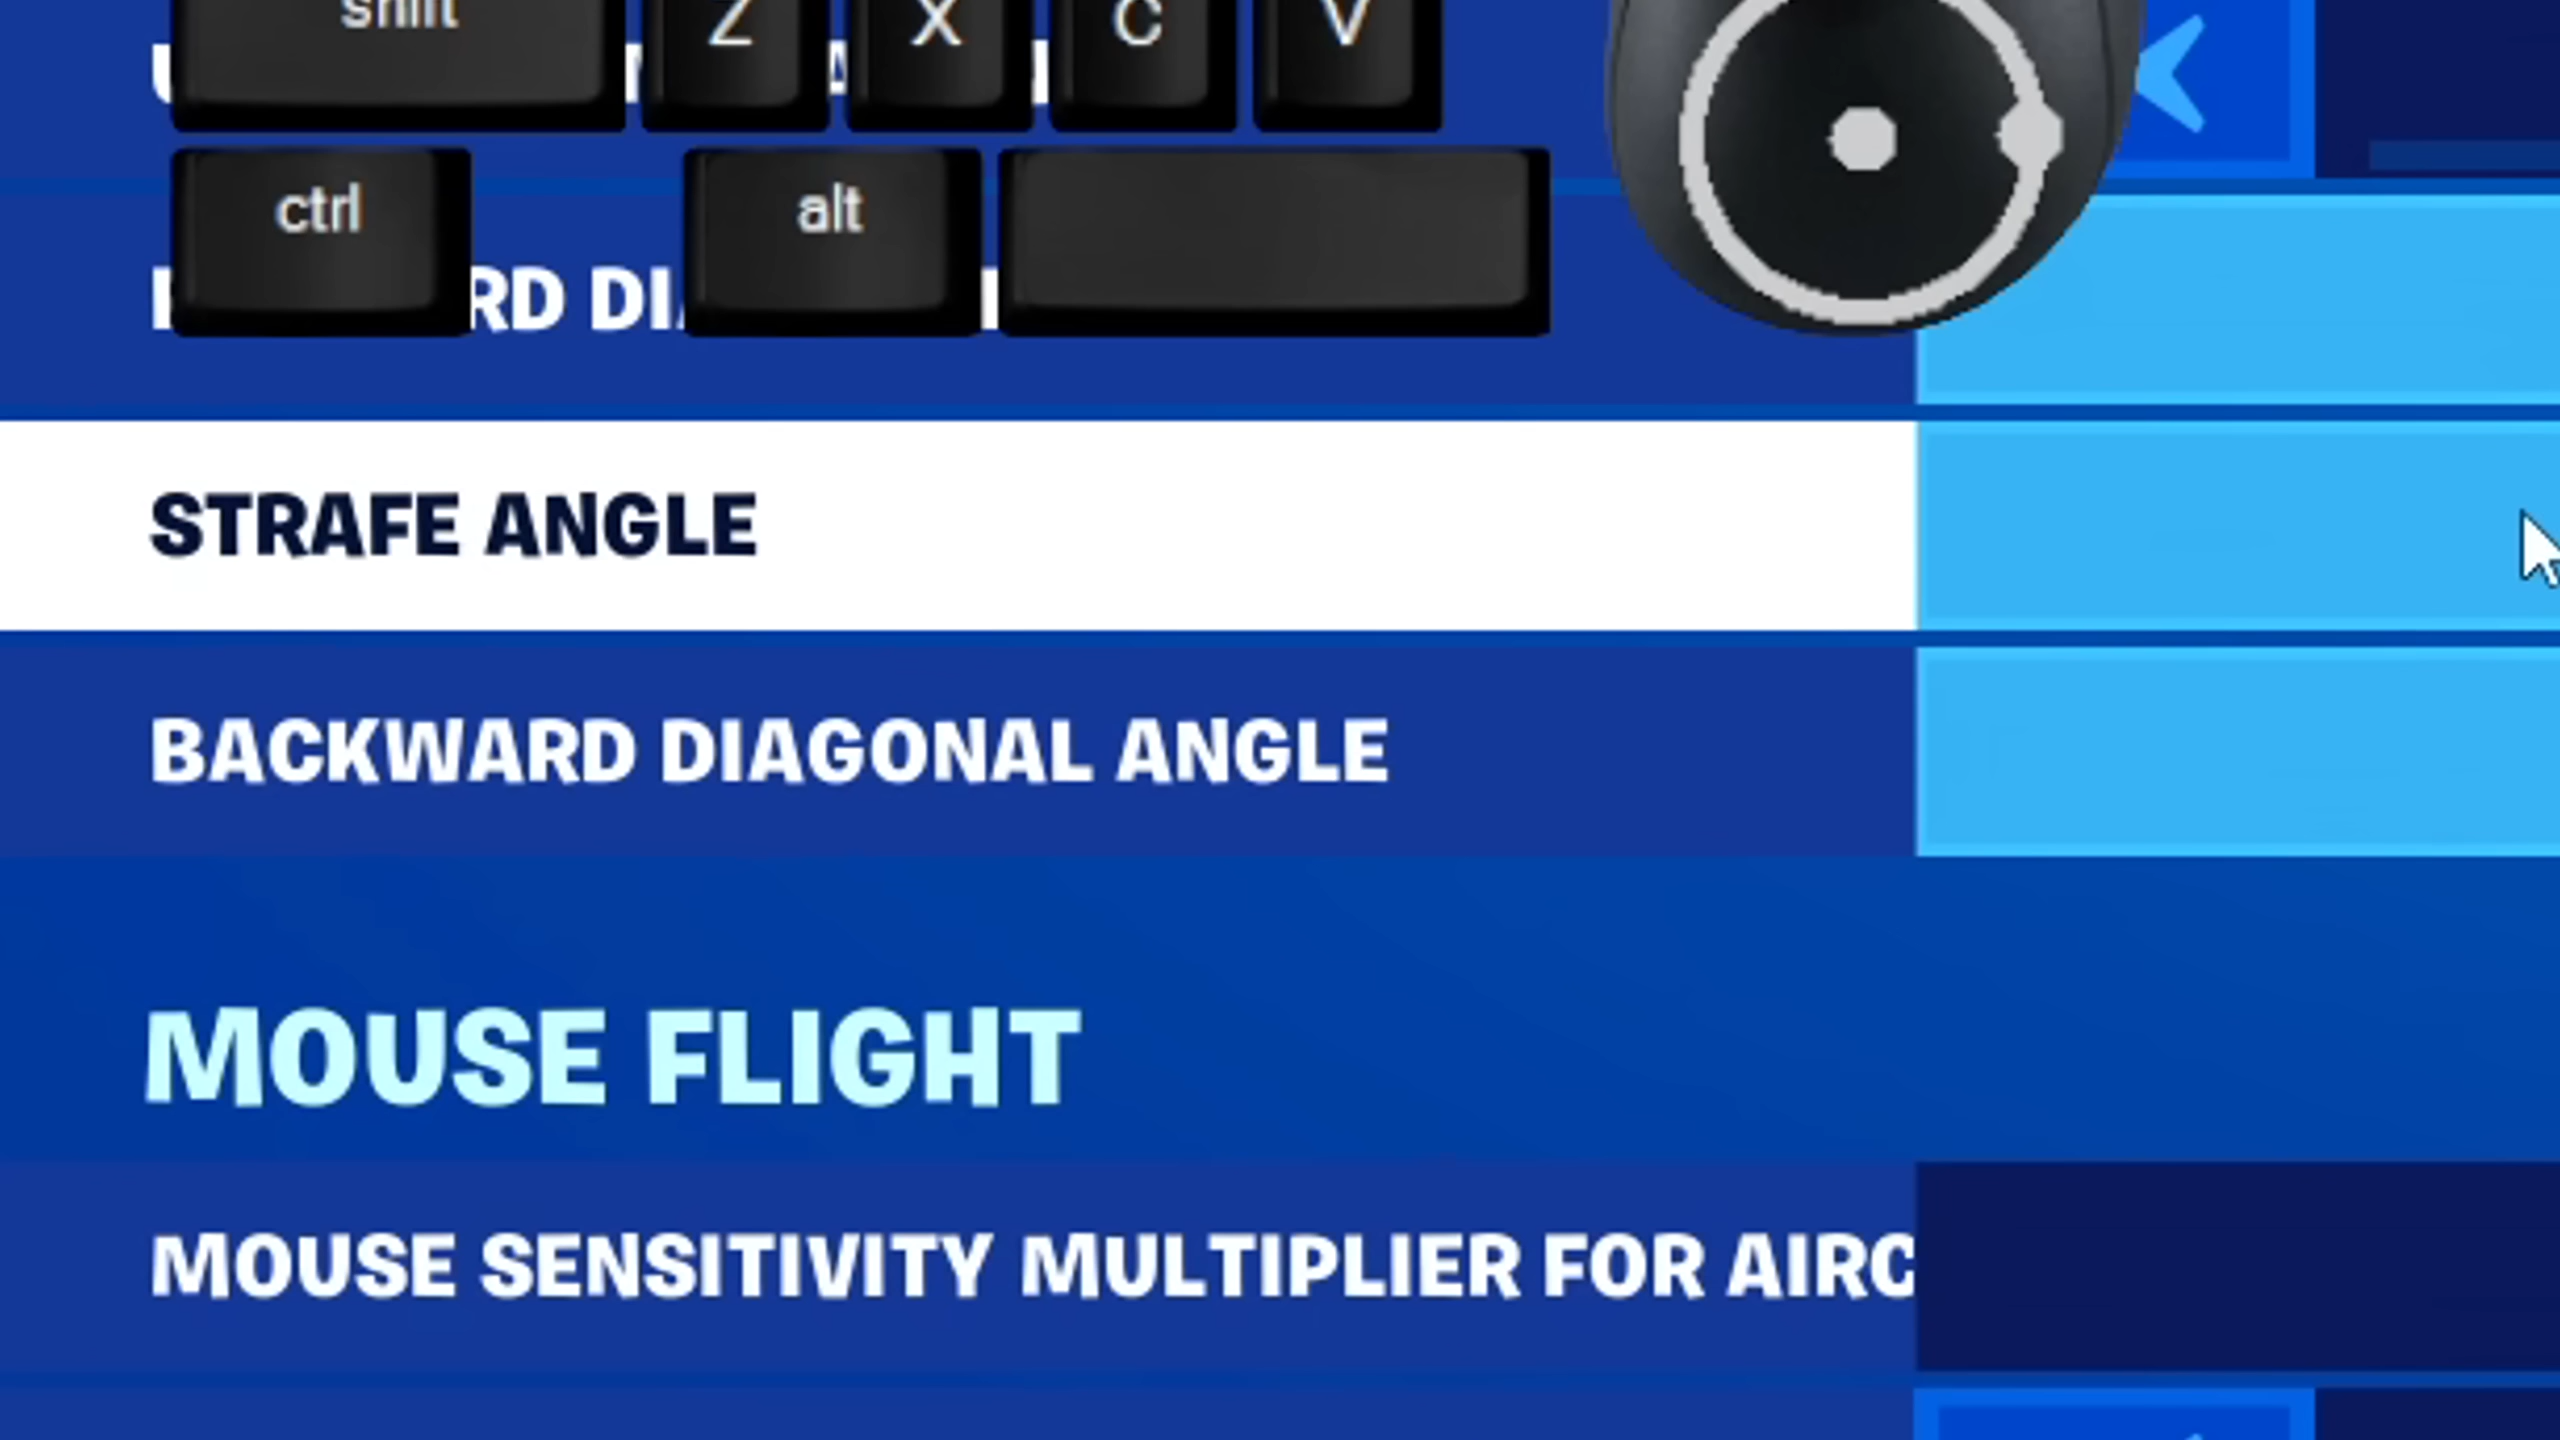 shift Z X C V
ctrl alt
RD DI
STRAFE ANGLE
BACKWARD DIAGONAL ANGLE
MOUSE FLIGHT
MOUSE SENSITIVITY MULTIPLIER FOR AIRC